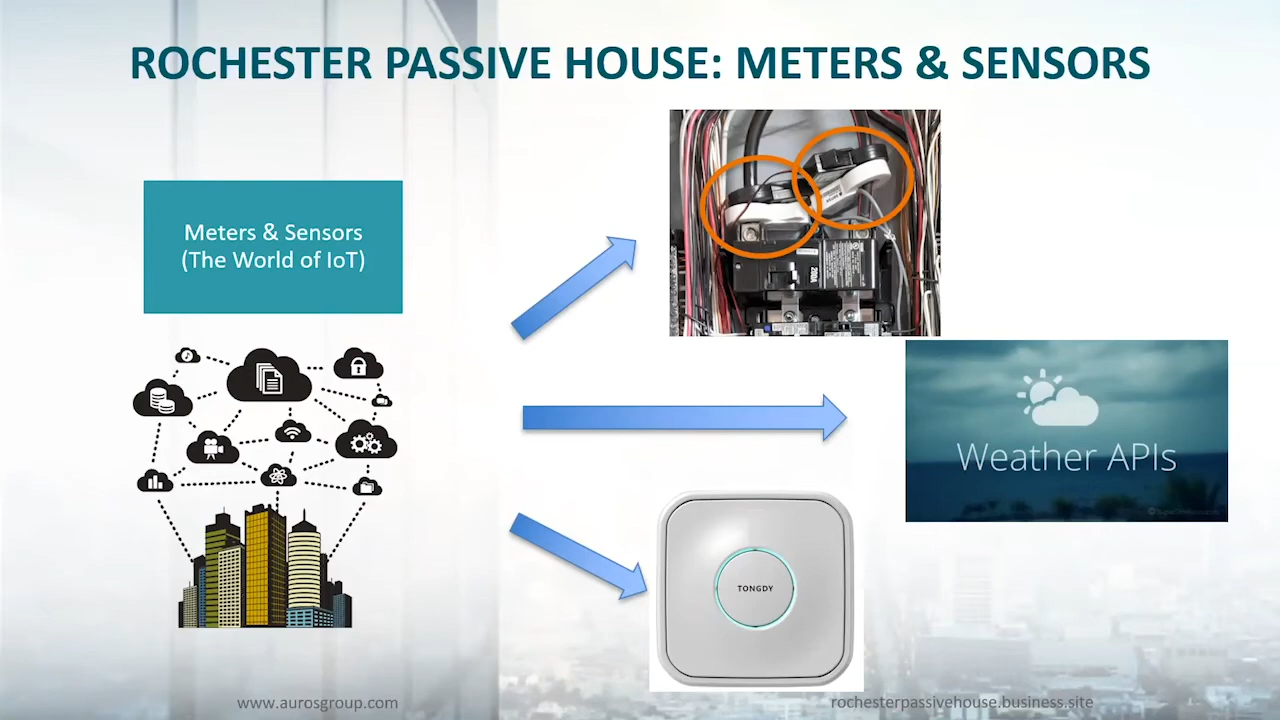 ROCHESTER PASSIVE HOUSE: METERS & SENSORS
Meters & Sensors
(The World of IoT)
200A
Weather APIs
TONGDY
www.aurosgroup.com
rochesterpassivehouse.business.site